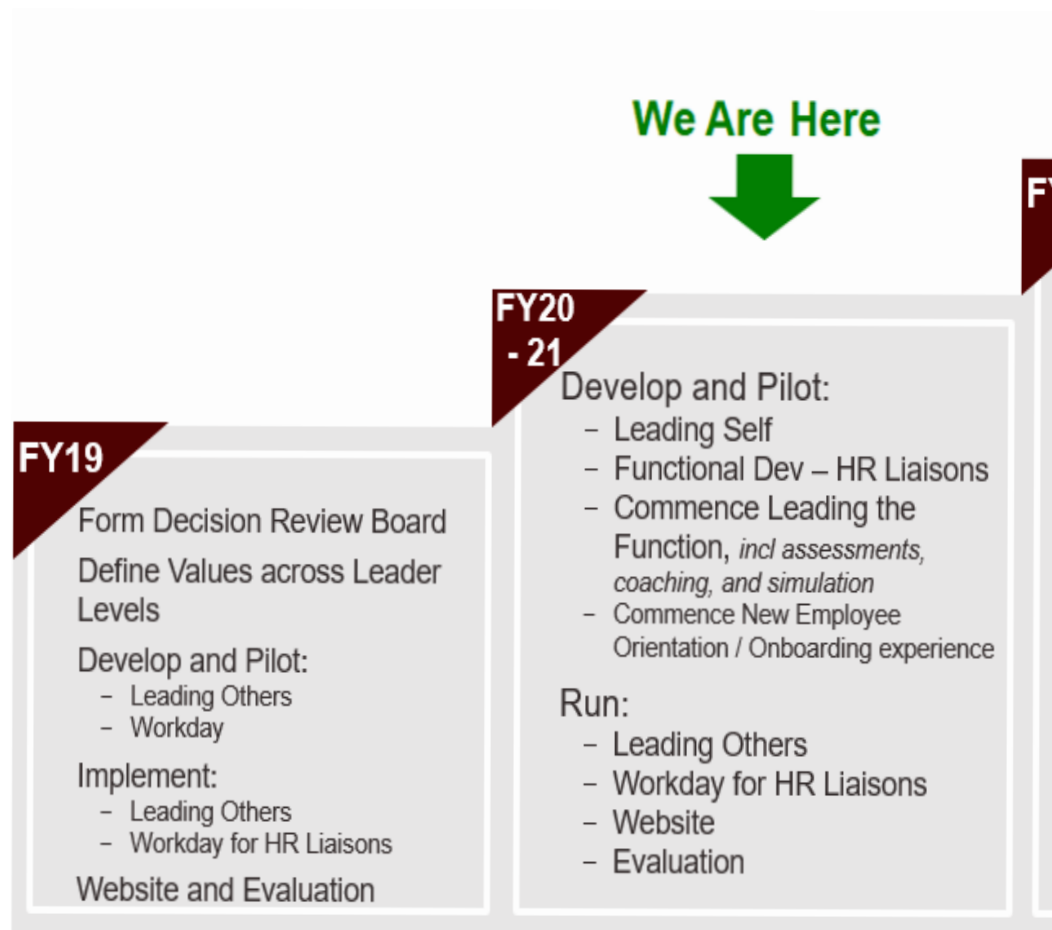 We Are Here
FY19
Form Decision Review Board
Define Values across Leader
Levels
Develop and Pilot:
– Leading Others
– Workday
Implement:
– Leading Others
– Workday for HR Liaisons
Website and Evaluation
FY20
- 21
Develop and Pilot:
– Leading Self
– Functional Dev – HR Liaisons
– Commence Leading the
Function, incl assessments,
coaching, and simulation
– Commence New Employee
Orientation / Onboarding experience
Run:
– Leading Others
– Workday for HR Liaisons
– Website
– Evaluation